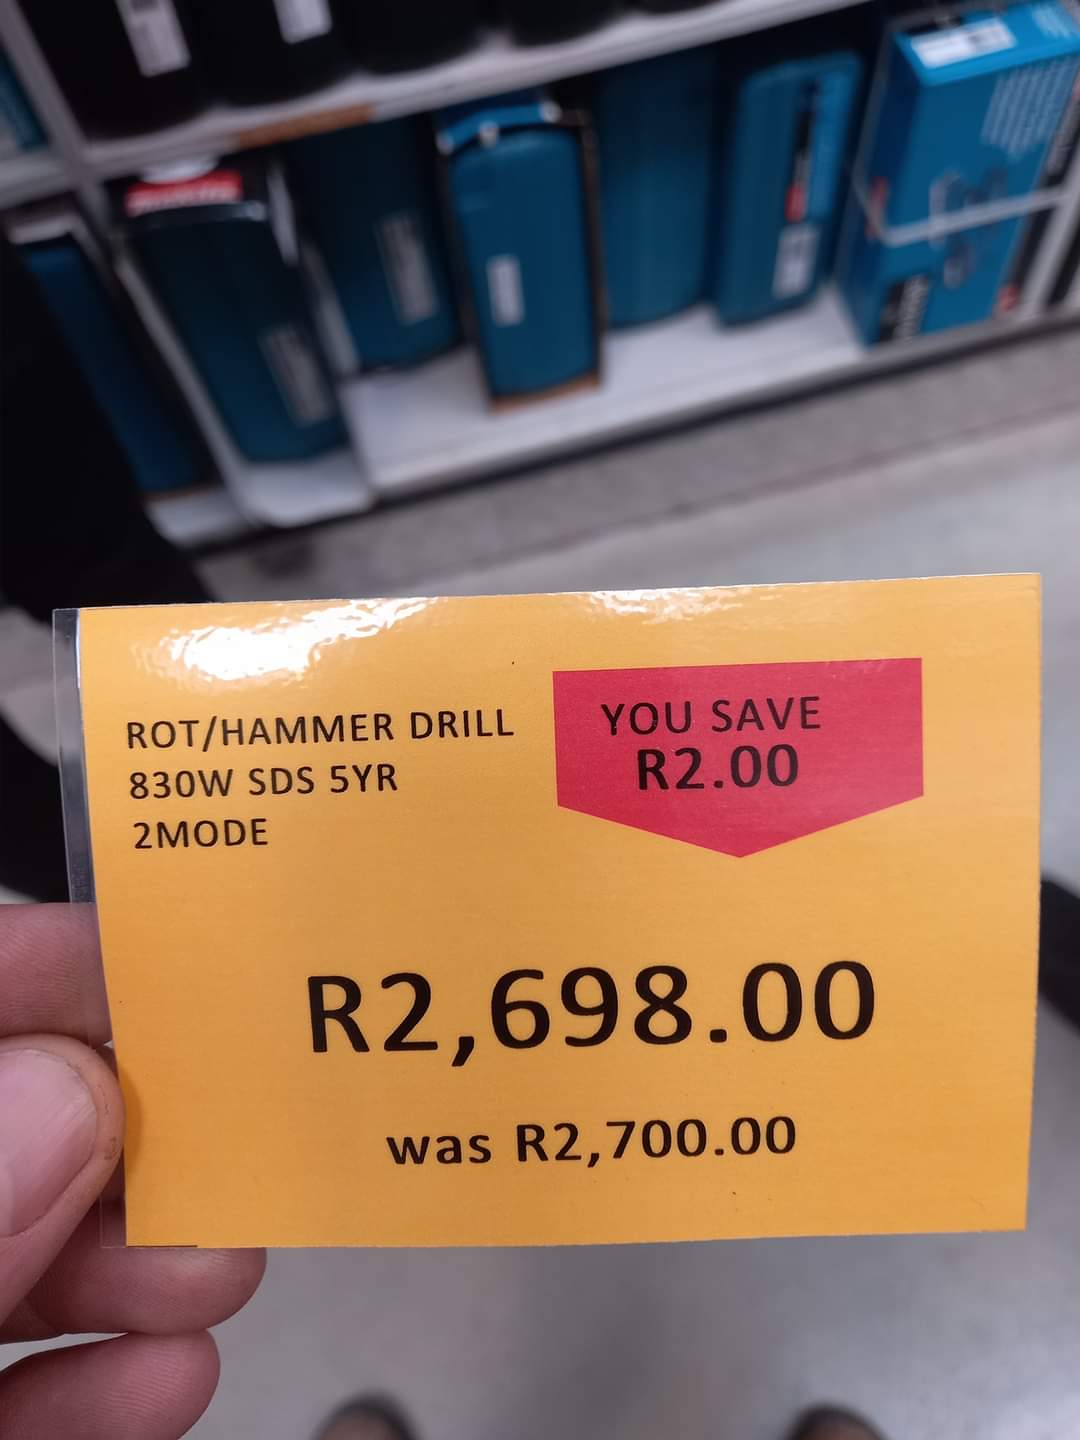 ROT/HAMMER DRILL
830W SDS 5YR
2MODE
YOU SAVE
R2.00
R2,698.00
was R2,700.00